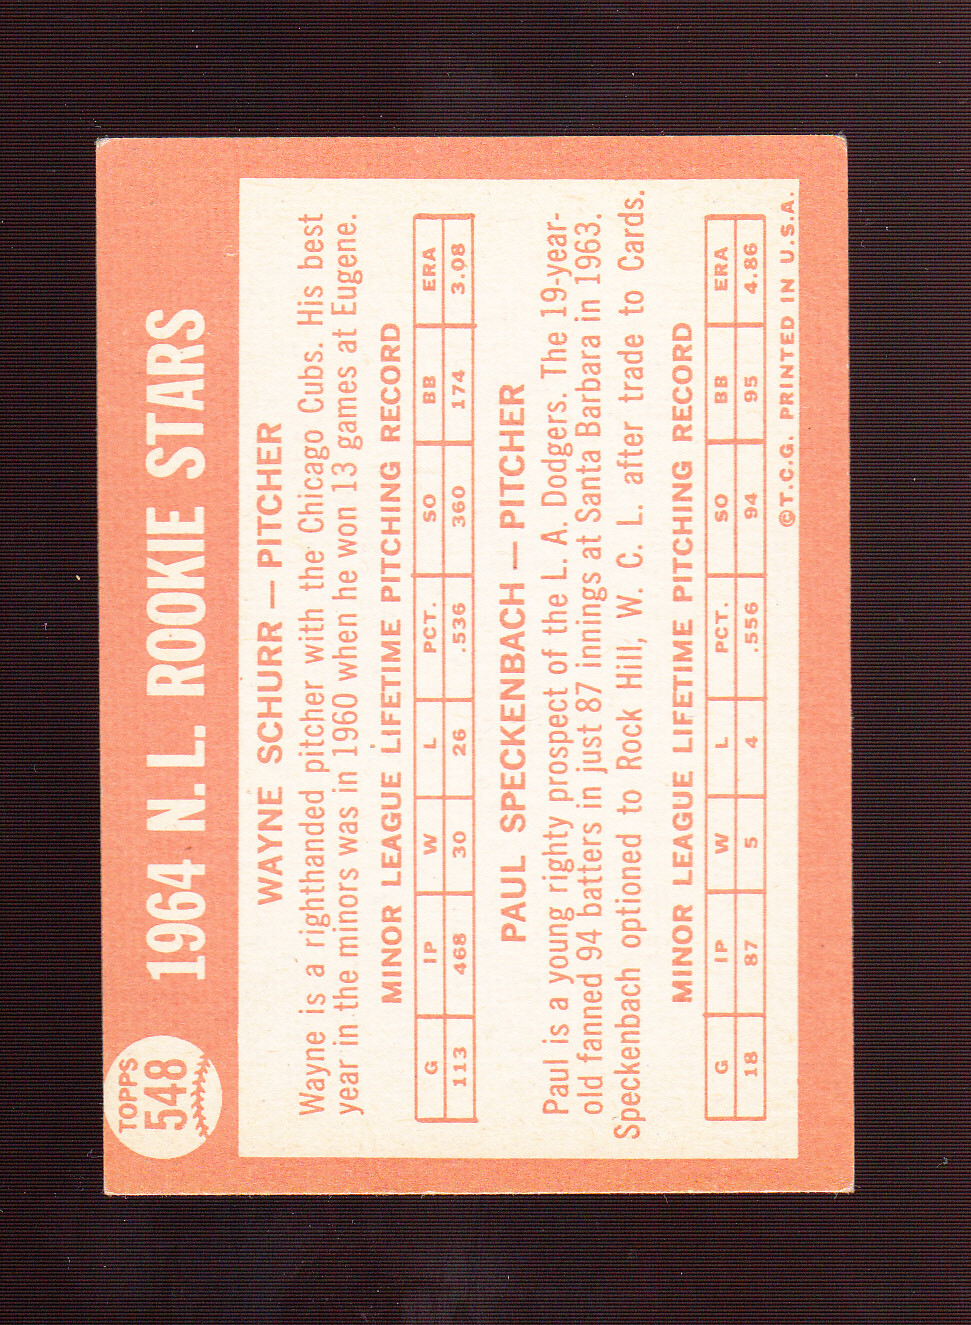 TOPPS
548
1964 N. L. ROOKIE STARS
WAYNE SCHURR — PITCHER
Wayne is a righthanded pitcher with the Chicago Cubs. His best
year in the minors was in 1960 when he won 13 games at Eugene.
MINOR LEAGUE LIFETIME PITCHING RECORD
G IP W L PCT. SO BB ERA
113 468 30 26 .536 360 174 3.08
PAUL SPECKENBACH — PITCHER
Paul is a young righty prospect of the L. A. Dodgers. The 19-year-
old fanned 94 batters in just 87 innings at Santa Barbara in 1963.
Speckenbach optioned to Rock Hill, W. C. L. after trade to Cards.
MINOR LEAGUE LIFETIME PITCHING RECORD
G IP W L PCT. SO BB ERA
18 87 5 4 .556 94 95 4.86
©T.C.G. PRINTED IN U.S.A.